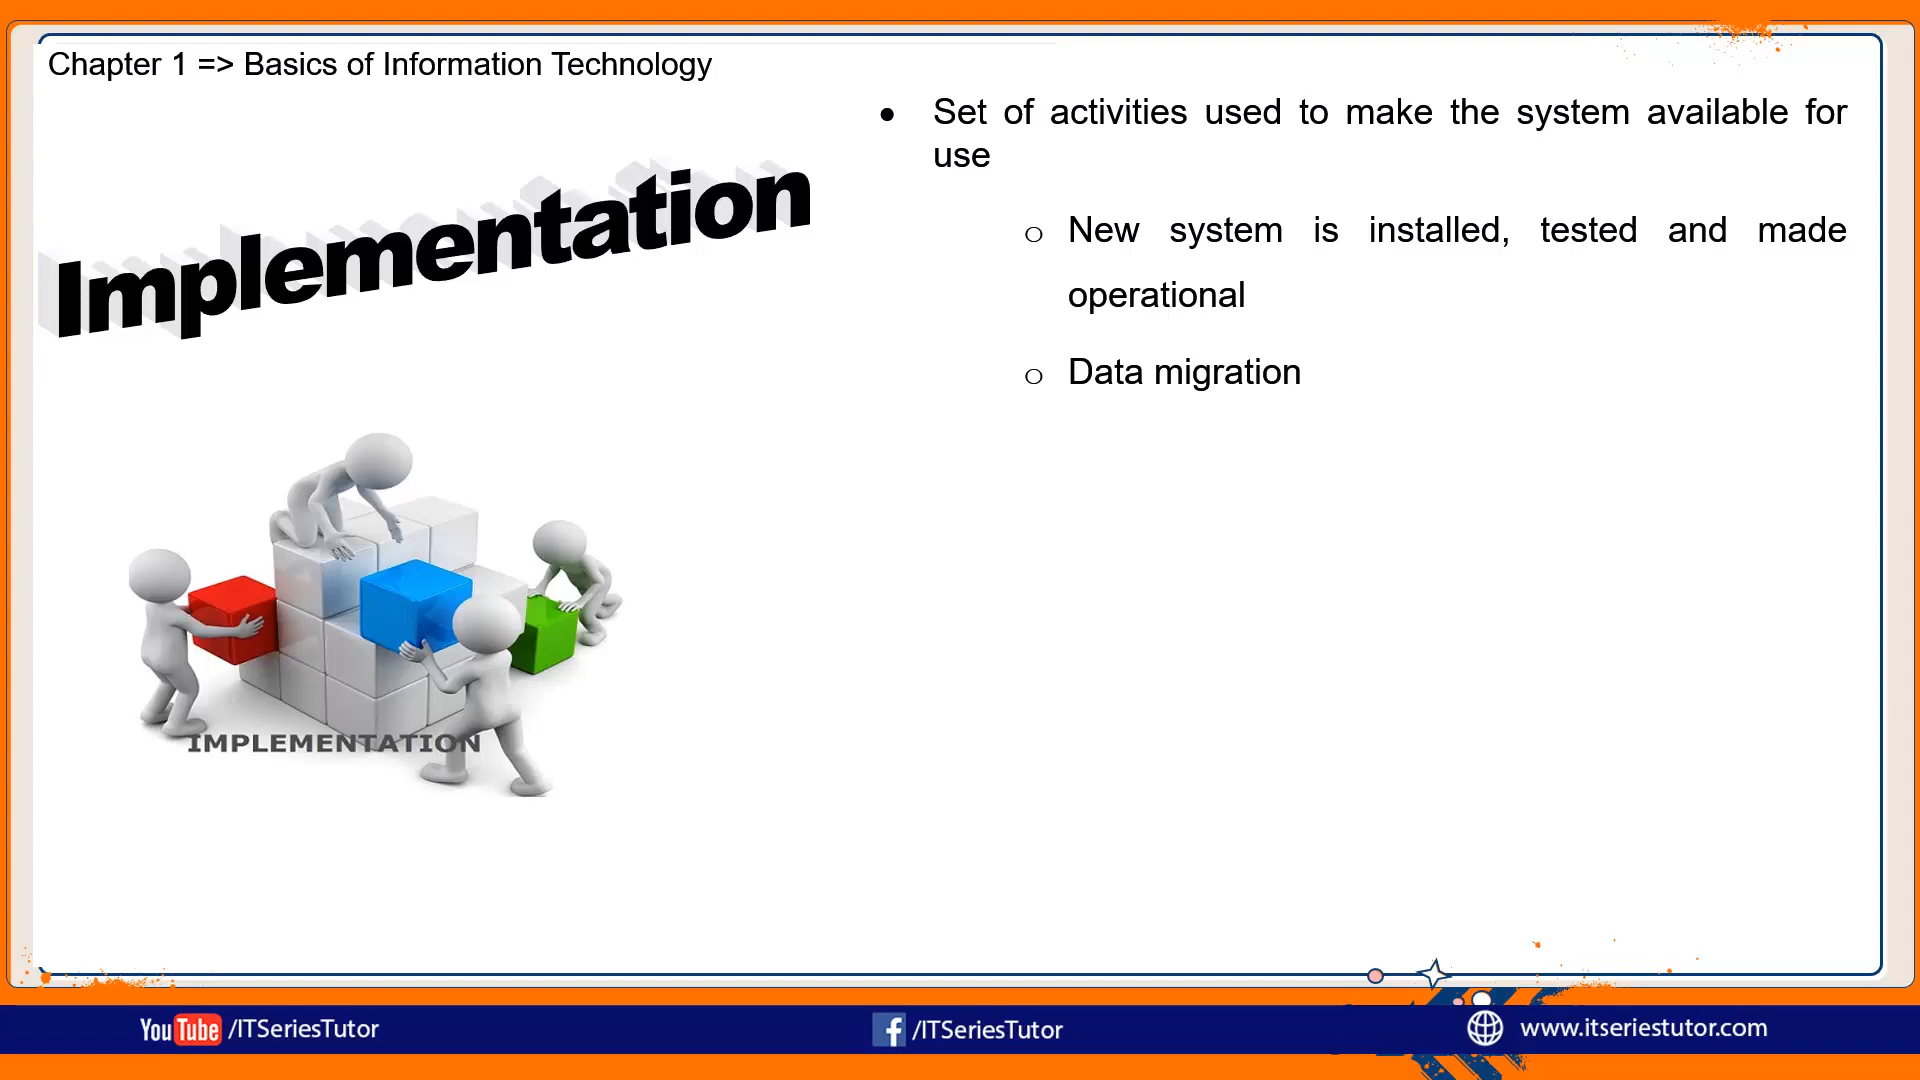 Chapter 1 => Basics of Information Technology
Implementation
• Set of activities used to make the system available for
use
o New system is installed, tested and made
operational
o Data migration
IMPLEMENTATION
YouTube /ITSeriesTutor
f /ITSeriesTutor
www.itseriestutor.com